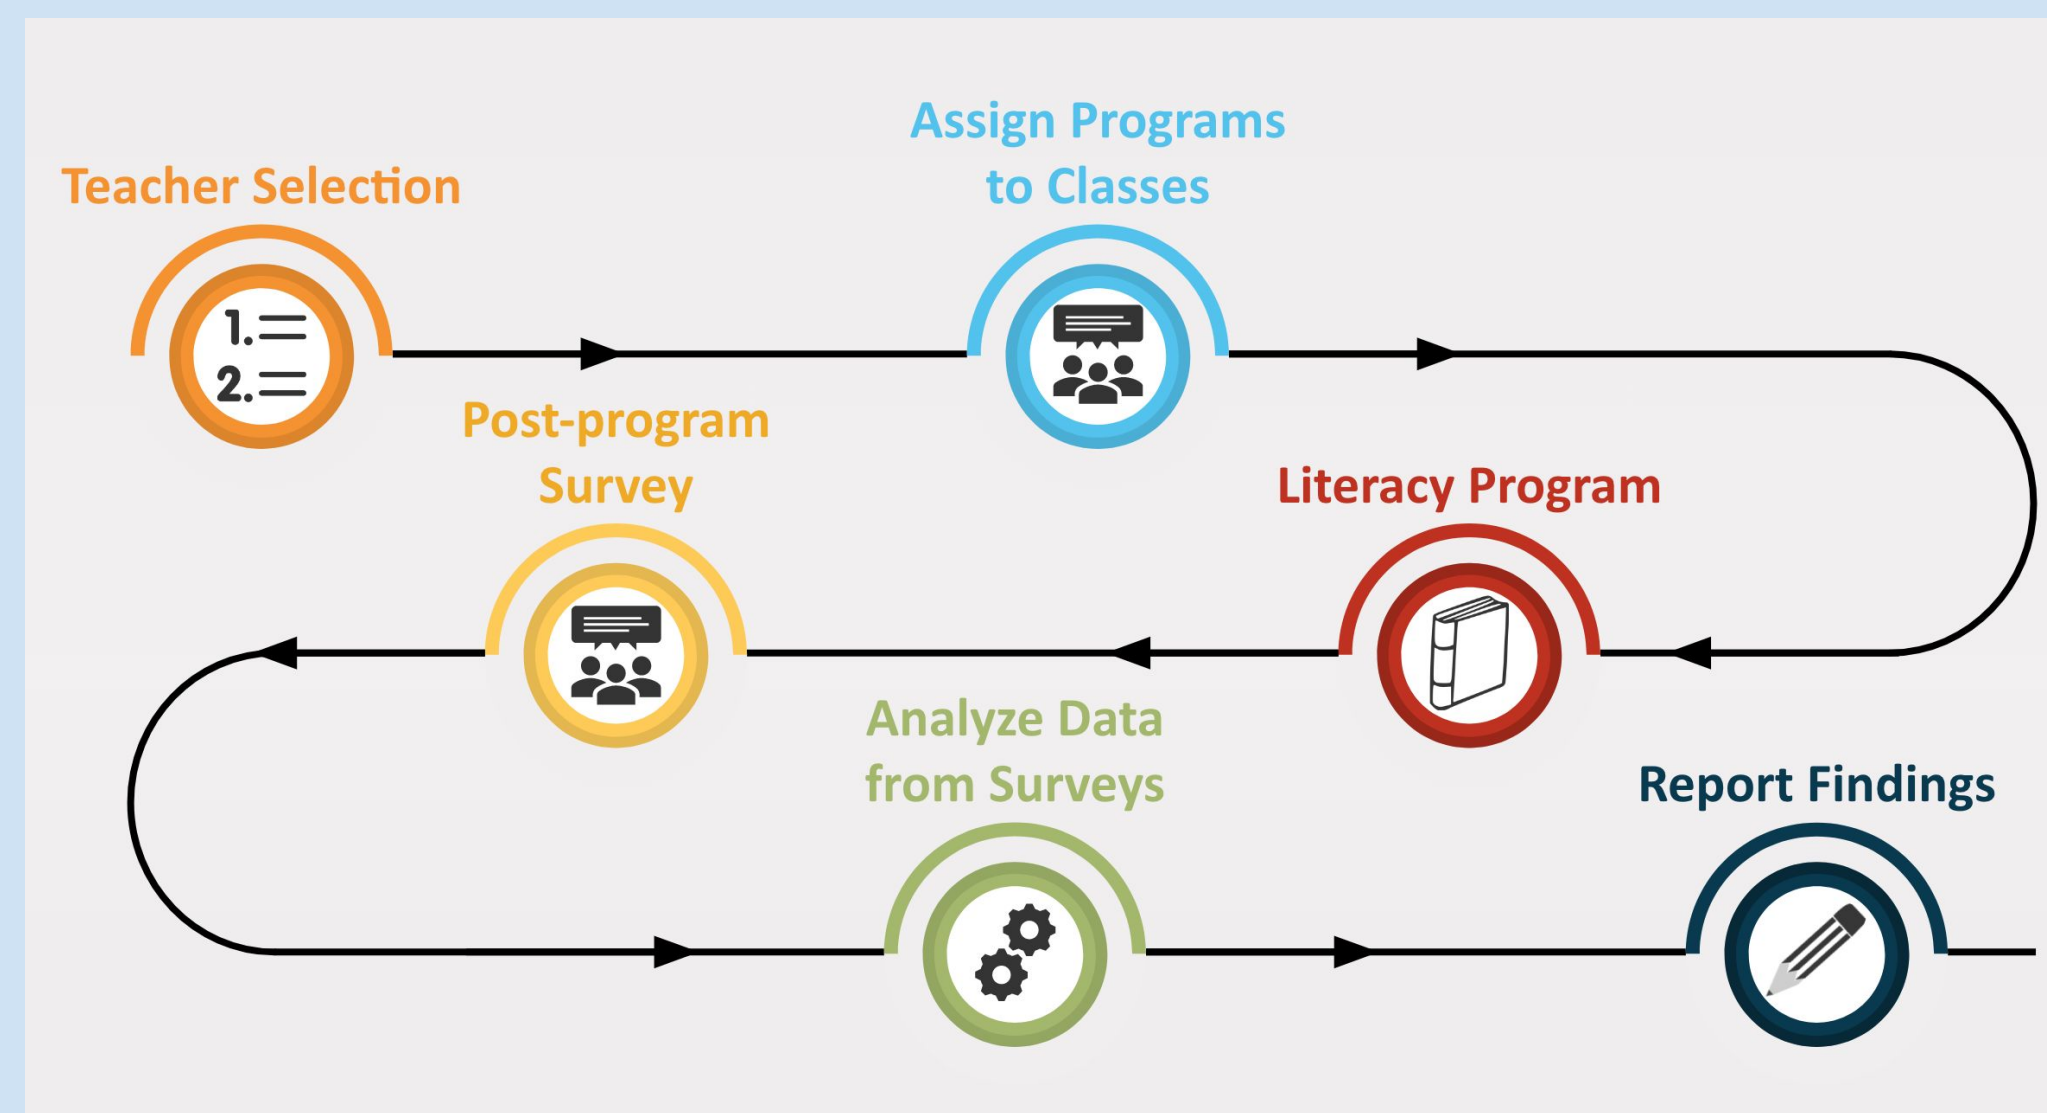 Teacher Selection
1.
2.
Assign Programs
to Classes
Literacy Program
Post-program
Survey
Analyze Data
from Surveys
Report Findings